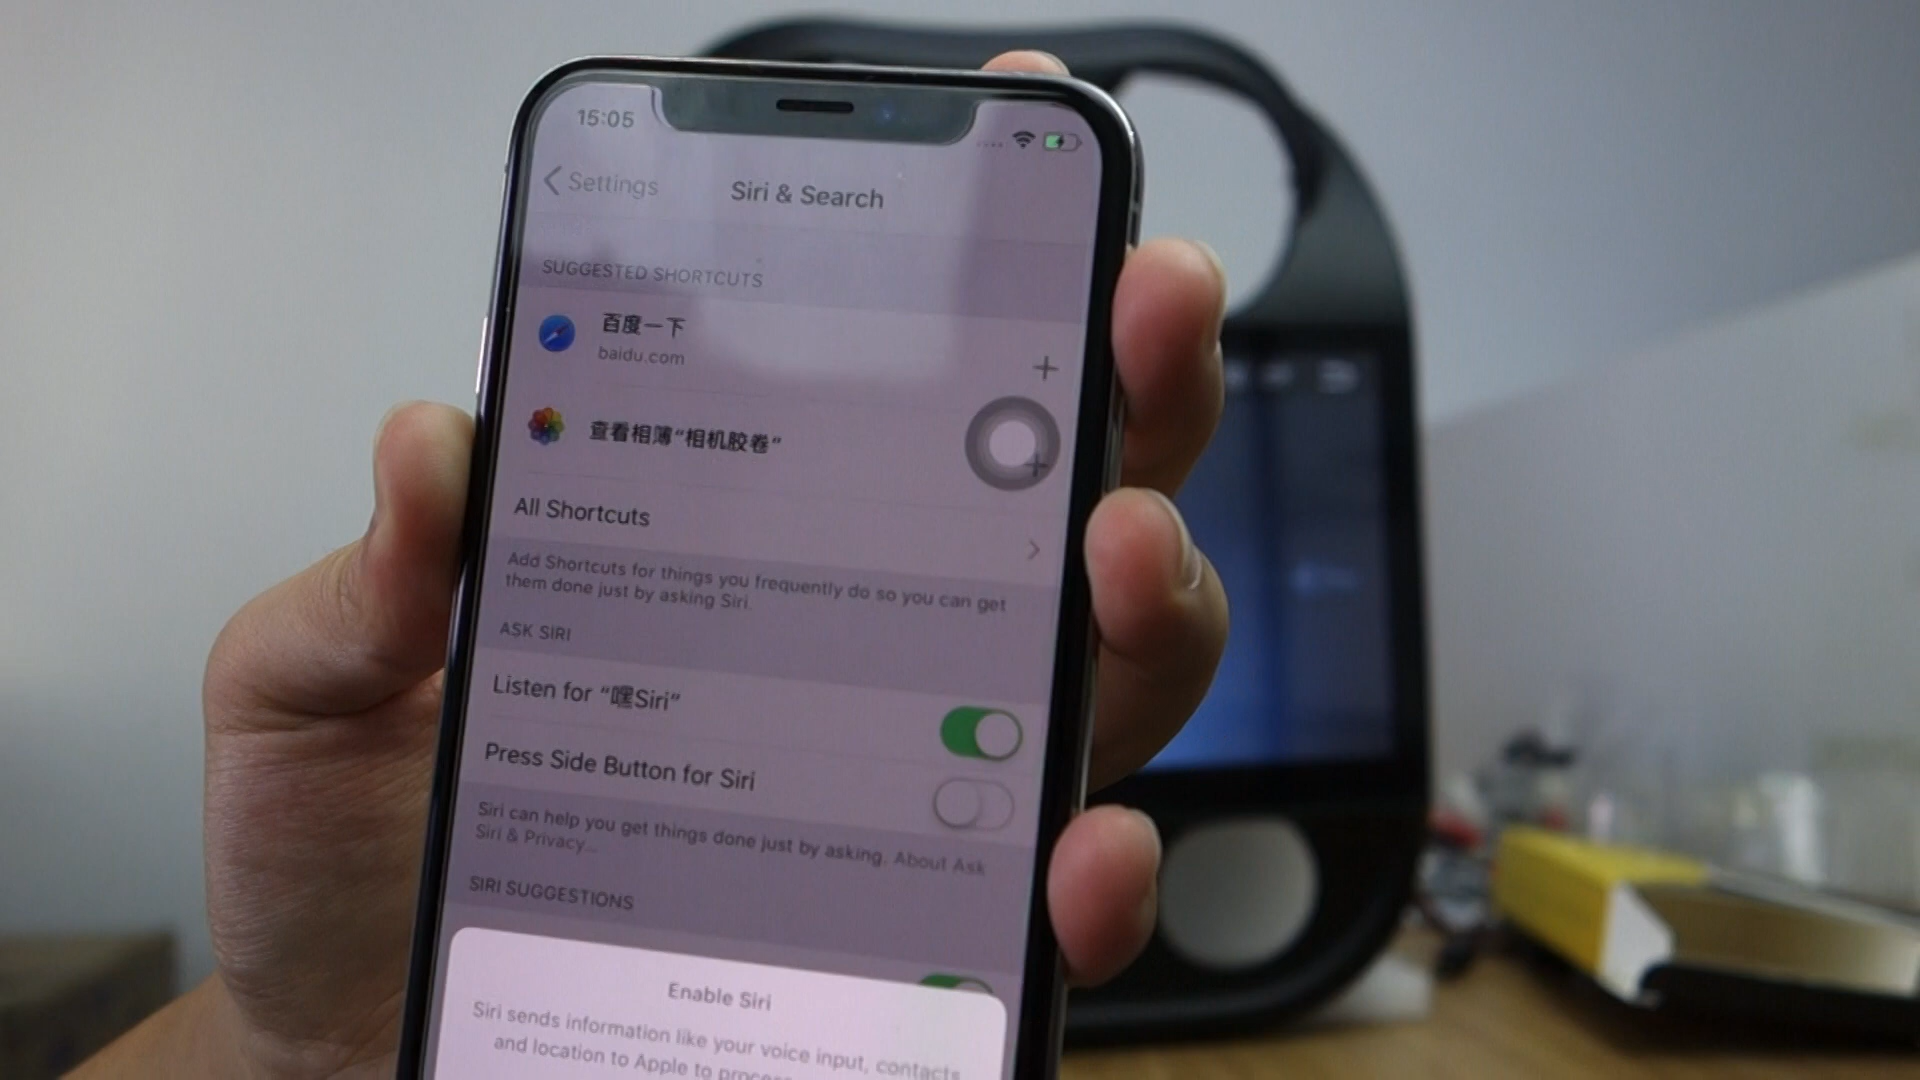 15:05
Settings
Siri & Search
SUGGESTED SHORTCUTS
百度一下
baidu.com
查看相簿“相机胶卷”
All Shortcuts
Add Shortcuts for things you frequently do so you can get
them done just by asking Siri.
ASK SIRI
Listen for “嘿Siri”
Press Side Button for Siri
Siri can help you get things done just by asking. About Ask
Siri & Privacy...
SIRI SUGGESTIONS
Enable Siri
Siri sends information like your voice input, contacts
and location to Apple to